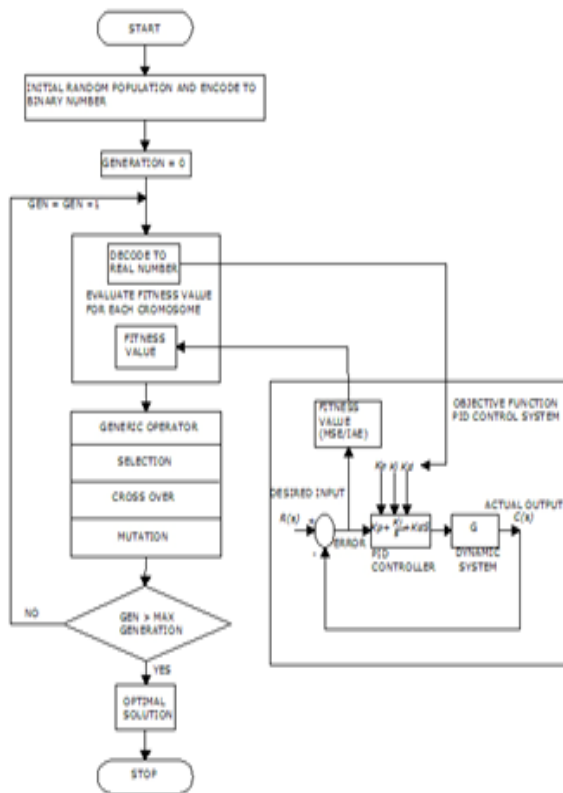 START
INITIAL RANDOM POPULATION AND ENCODE TO
BINARY NUMBER
GENERATION = 0
GEN = GEN +1
DECODE TO
REAL NUMBER
EVALUATE FITNESS VALUE
FOR EACH CROMOSOME
FITNESS
VALUE
GENERIC OPERATOR
SELECTION
CROSS OVER
MUTATION
NO
GEN > MAX
GENERATION
YES
OPTIMAL
SOLUTION
STOP
FITNESS
VALUE
(MSE/IAE)
OBJECTIVE FUNCTION
PID CONTROL SYSTEM
Kp Ki Kd
DESIRED INPUT
R(s)
+
-
ERROR
PID
CONTROLLER
G
DYNAMIC
SYSTEM
ACTUAL OUTPUT
C(s)